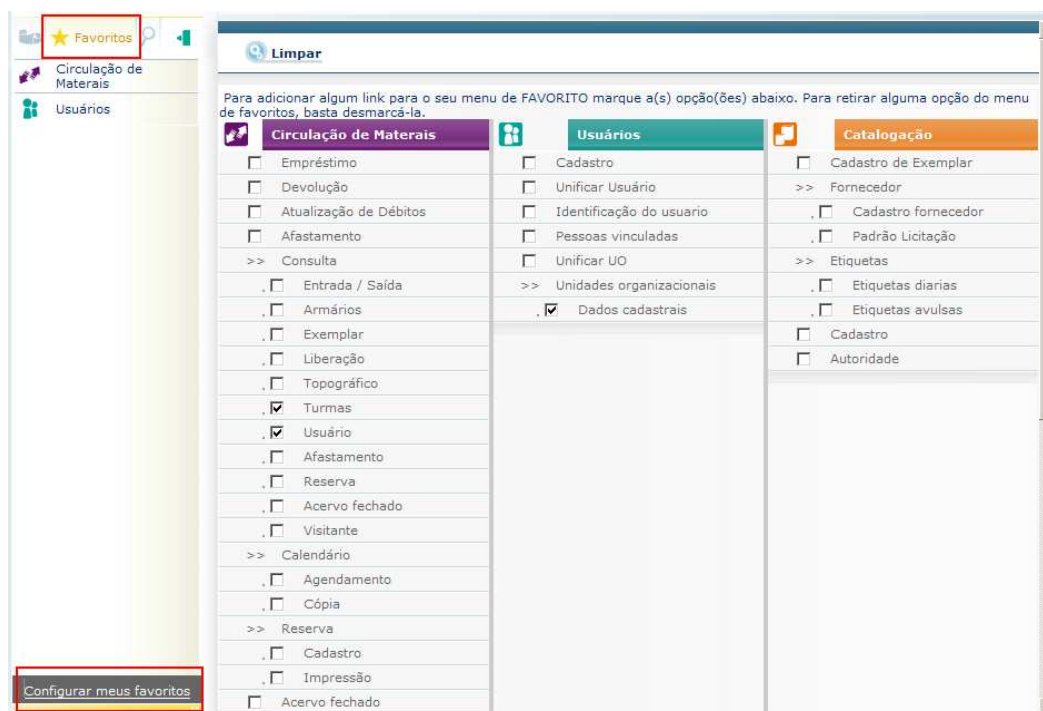 Favoritos
Circulação de
Materais
Usuários
Configurar meus favoritos
Limpar
Para adicionar algum link para o seu menu de FAVORITO marque a(s) opção(ões) abaixo. Para retirar alguma opção do menu
de favoritos, basta desmarcá-la.
Circulação de Materais
Empréstimo
Devolução
Atualização de Débitos
Afastamento
>> Consulta
Entrada / Saída
Armários
Exemplar
Liberação
Topográfico
Turmas
Usuário
Afastamento
Reserva
Acervo fechado
Visitante
>> Calendário
Agendamento
Cópia
>> Reserva
Cadastro
Impressão
Acervo fechado
Usuários
Cadastro
Unificar Usuário
Identificação do usuario
Pessoas vinculadas
Unificar UO
>> Unidades organizacionais
Dados cadastrais
Catalogação
Cadastro de Exemplar
>> Fornecedor
Cadastro fornecedor
Padrão Licitação
>> Etiquetas
Etiquetas diarias
Etiquetas avulsas
Cadastro
Autoridade